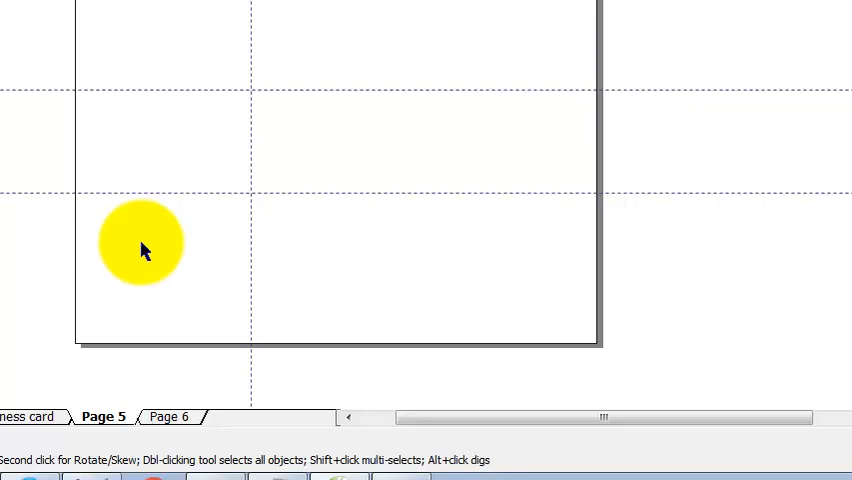 ness card Page 5 Page 6
Second click for Rotate/Skew; Dbl-clicking tool selects all objects; Shift+click multi-selects; Alt+click digs